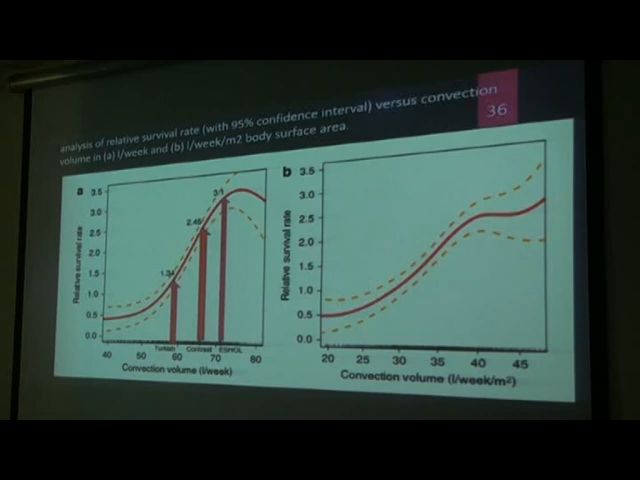 analysis of relative survival rate (with 95% confidence interval) versus convection
volume in (a) l/week and (b) l/week/m2 body surface area.
36
a
3.5
3.0
2.5
2.0
1.5
1.0
0.5
0.0
Relative survival rate
1.34
2.45
3.1
40 50 60 70 80
Turkish Contrast ESHOL
Convection volume (l/week)
b
3.5
3.0
2.5
2.0
1.5
1.0
0.5
0.0
Relative survival rate
20 25 30 35 40 45
Convection volume (l/week/m²)